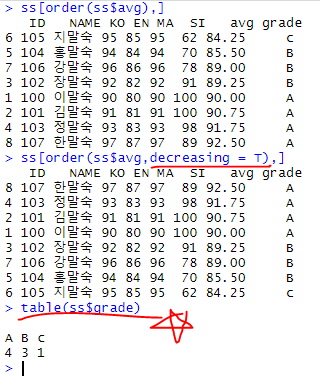 > ss[order(ss$avg),]
ID NAME KO EN MA SI avg grade
6 105 지말숙 95 85 95 62 84.25 C
5 104 홍말숙 94 84 94 70 85.50 B
7 106 강말숙 96 86 96 78 89.00 B
3 102 장말숙 92 82 92 91 89.25 B
1 100 이말숙 90 80 90 100 90.00 A
2 101 김말숙 91 81 91 100 90.75 A
4 103 정말숙 93 83 93 98 91.75 A
8 107 한말숙 97 87 97 89 92.50 A
> ss[order(ss$avg,decreasing = T),]
ID NAME KO EN MA SI avg grade
8 107 한말숙 97 87 97 89 92.50 A
4 103 정말숙 93 83 93 98 91.75 A
2 101 김말숙 91 81 91 100 90.75 A
1 100 이말숙 90 80 90 100 90.00 A
3 102 장말숙 92 82 92 91 89.25 B
7 106 강말숙 96 86 96 78 89.00 B
5 104 홍말숙 94 84 94 70 85.50 B
6 105 지말숙 95 85 95 62 84.25 C
> table(ss$grade)
A B C
4 3 1
>